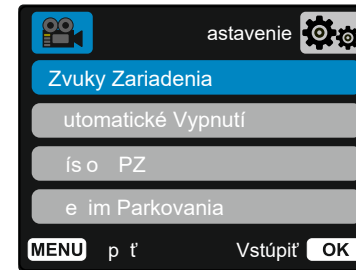 astavenie
Zvuky Zariadenia
utomatické Vypnutí
ís o PZ
e im Parkovania
MENU p ť Vstúpiť OK